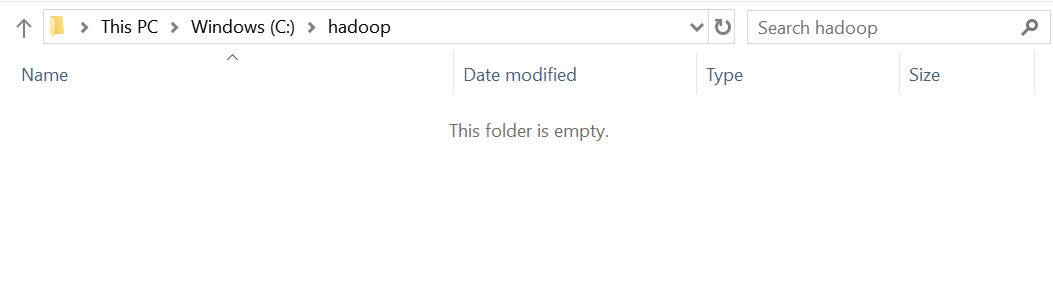 This PC Windows (C:) hadoop Search hadoop
Name Date modified Type Size
This folder is empty.